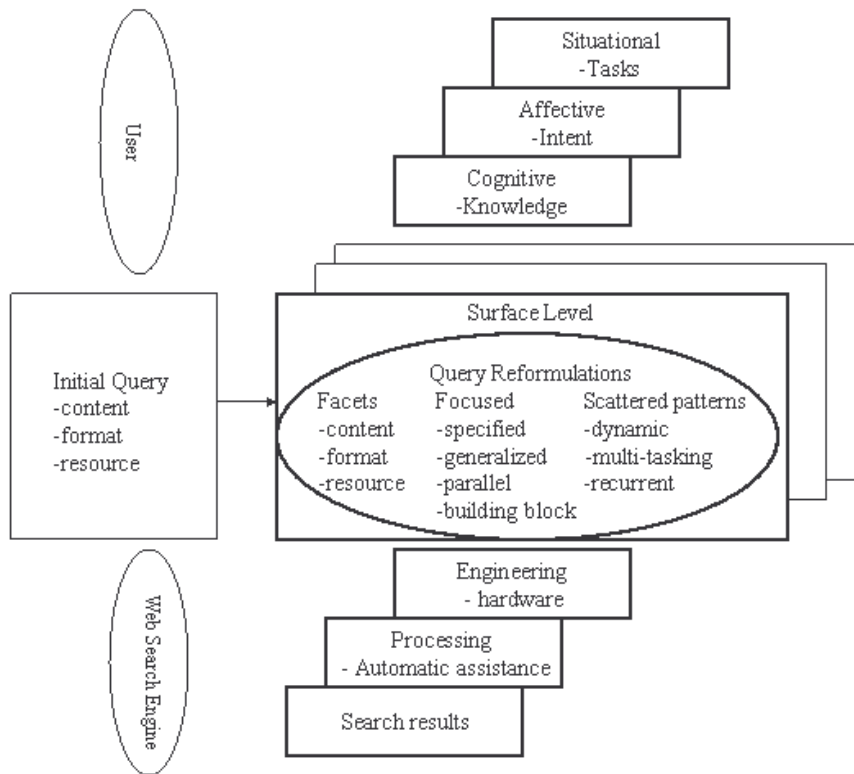 User
Situational
-Tasks
Affective
-Intent
Cognitive
-Knowledge
Initial Query
-content
-format
-resource
Surface Level
Query Reformulations
Facets
-content
-format
-resource
Focused
-specified
-generalized
-parallel
-building block
Scattered patterns
-dynamic
-multi-tasking
-recurrent
Web Search Engine
Engineering
- hardware
Processing
- Automatic assistance
Search results